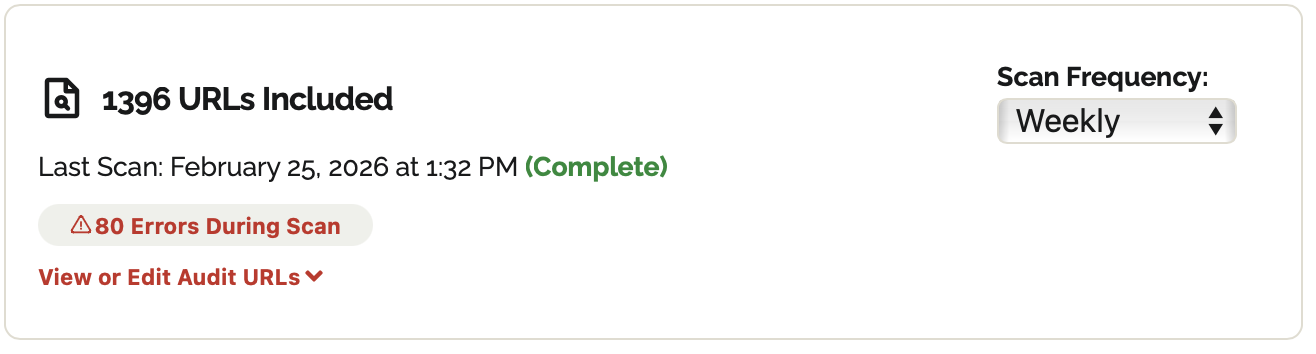 1396 URLs Included
Scan Frequency:
Weekly
Last Scan: February 25, 2026 at 1:32 PM (Complete)
80 Errors During Scan
View or Edit Audit URLs